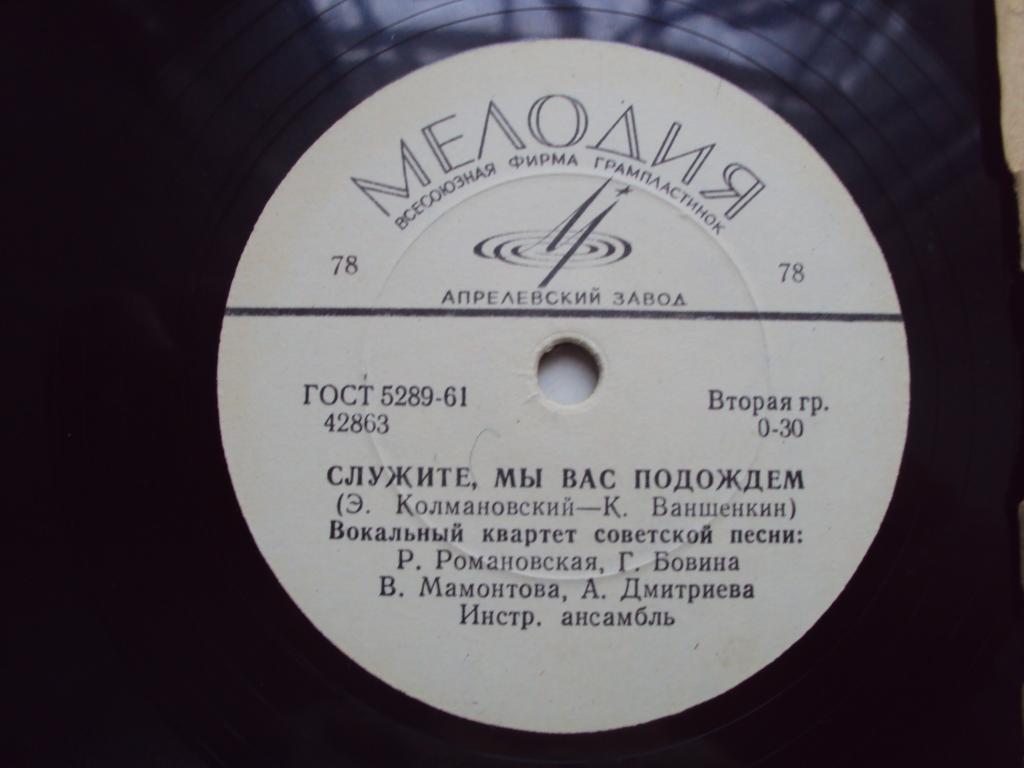 МЕЛОДИЯ
ВСЕСОЮЗНАЯ ФИРМА ГРАМПЛАСТИНОК
78 78
АПРЕЛЕВСКИЙ ЗАВОД
ГОСТ 5289-61 Вторая гр.
42863 0-30
СЛУЖИТЕ, МЫ ВАС ПОДОЖДЕМ
(Э. Колмановский—К. Ваншенкин)
Вокальный квартет советской песни:
Р. Романовская, Г. Бовина
В. Мамонтова, А. Дмитриева
Инстр. ансамбль